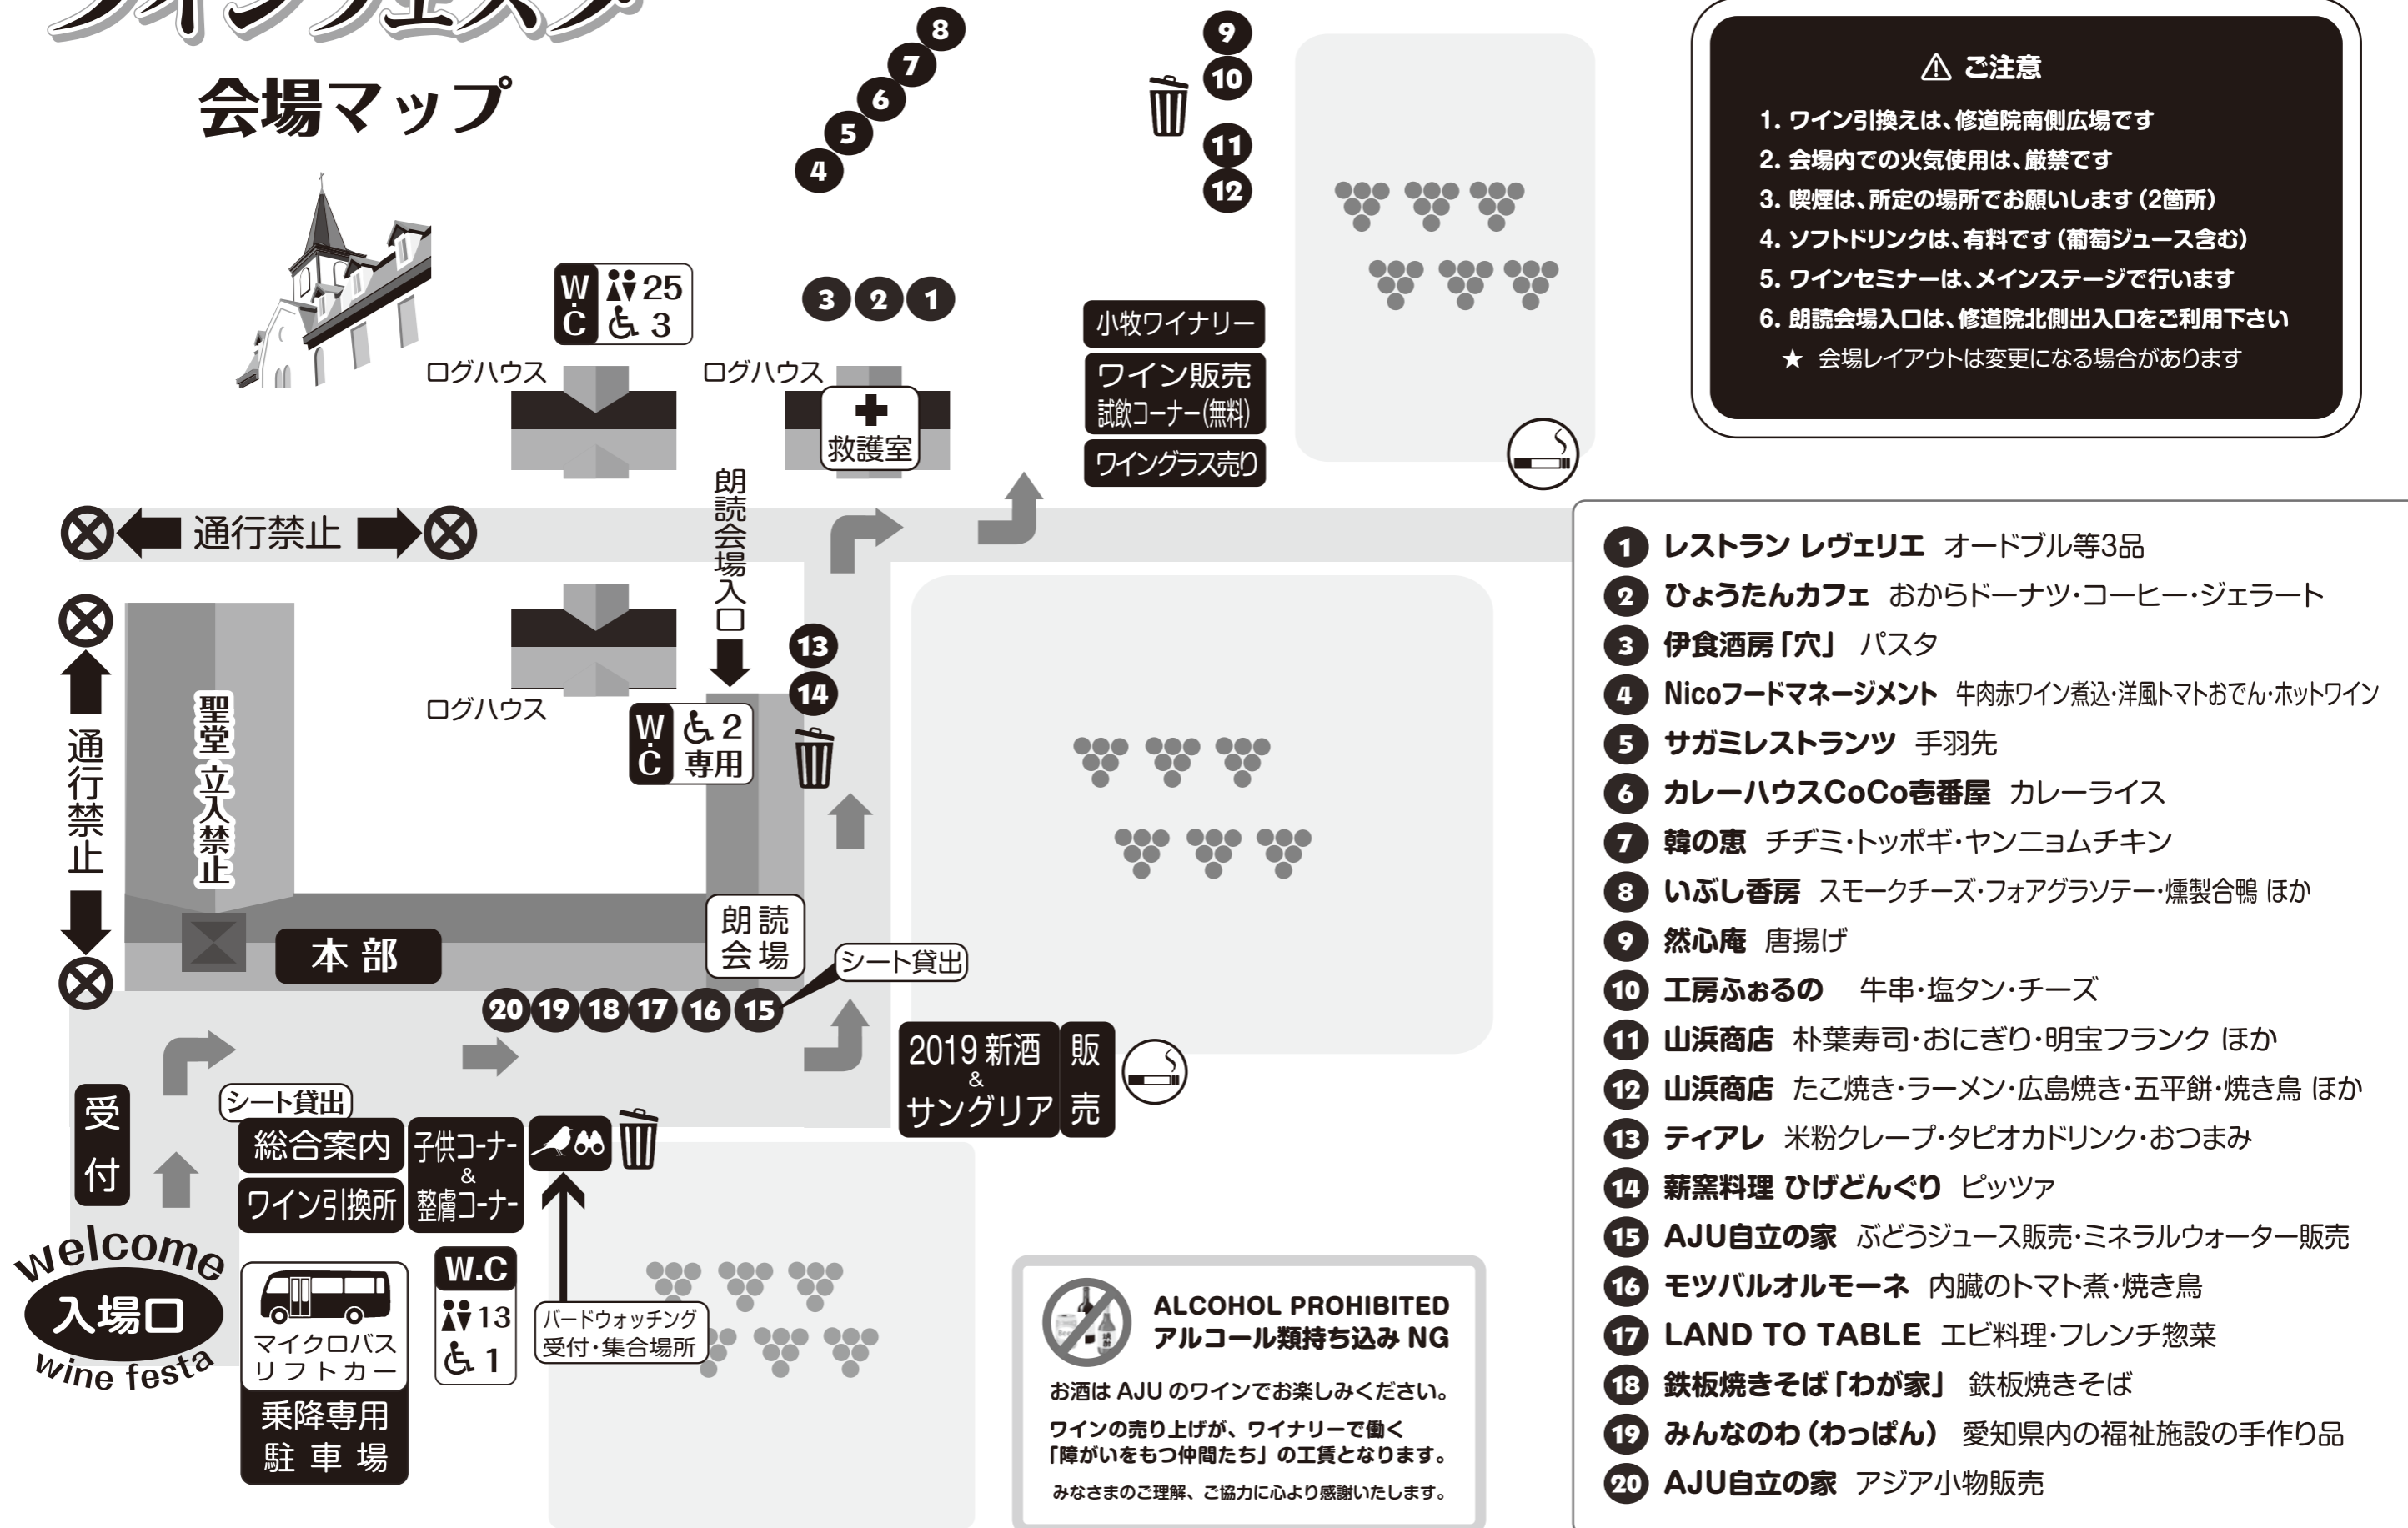 ワインフェスタ
会場マップ
8
7
6
5
4
9
10
11
12
3 2 1
W.C 25
3
ログハウス
ログハウス
救護室
小牧ワイナリー
ワイン販売
試飲コーナー(無料)
ワイングラス売り
通行禁止
朗読会場入口
通行禁止
聖堂 立入禁止
ログハウス
13
14
W.C 2
専用
本部
朗読
会場
シート貸出
20 19 18 17 16 15
2019 新酒
&
サングリア
販売
受付
シート貸出
総合案内
ワイン引換所
子供コーナー
&
整膚コーナー
welcome
入場口
wine festa
マイクロバス
リフトカー
乗降専用
駐車場
W.C
13
1
バードウォッチング
受付・集合場所
ALCOHOL PROHIBITED
アルコール類持ち込み NG
お酒は AJU のワインでお楽しみください。
ワインの売り上げが、ワイナリーで働く
「障がいをもつ仲間たち」の工賃となります。
みなさまのご理解、ご協力に心より感謝いたします。
⚠ ご注意
1. ワイン引換えは、修道院南側広場です
2. 会場内での火気使用は、厳禁です
3. 喫煙は、所定の場所でお願いします（2箇所）
4. ソフトドリンクは、有料です（葡萄ジュース含む）
5. ワインセミナーは、メインステージで行います
6. 朗読会場入口は、修道院北側出入口をご利用下さい
★ 会場レイアウトは変更になる場合があります
1 レストラン レヴェリエ オードブル等3品
2 ひょうたんカフェ おからドーナツ・コーヒー・ジェラート
3 伊食酒房「穴」 パスタ
4 Nicoフードマネージメント 牛肉赤ワイン煮込・洋風トマトおでん・ホットワイン
5 サガミレストランツ 手羽先
6 カレーハウスCoCo壱番屋 カレーライス
7 韓の恵 チヂミ・トッポギ・ヤンニョムチキン
8 いぶし香房 スモークチーズ・フォアグラソテー・燻製合鴨 ほか
9 然心庵 唐揚げ
10 工房ふぉるの 牛串・塩タン・チーズ
11 山浜商店 朴葉寿司・おにぎり・明宝フランク ほか
12 山浜商店 たこ焼き・ラーメン・広島焼き・五平餅・焼き鳥 ほか
13 ティアレ 米粉クレープ・タピオカドリンク・おつまみ
14 薪窯料理 ひげどんぐり ピッツァ
15 AJU自立の家 ぶどうジュース販売・ミネラルウォーター販売
16 モツバルオルモーネ 内臓のトマト煮・焼き鳥
17 LAND TO TABLE エビ料理・フレンチ惣菜
18 鉄板焼きそば「わが家」 鉄板焼きそば
19 みんなのわ（わっぱん） 愛知県内の福祉施設の手作り品
20 AJU自立の家 アジア小物販売